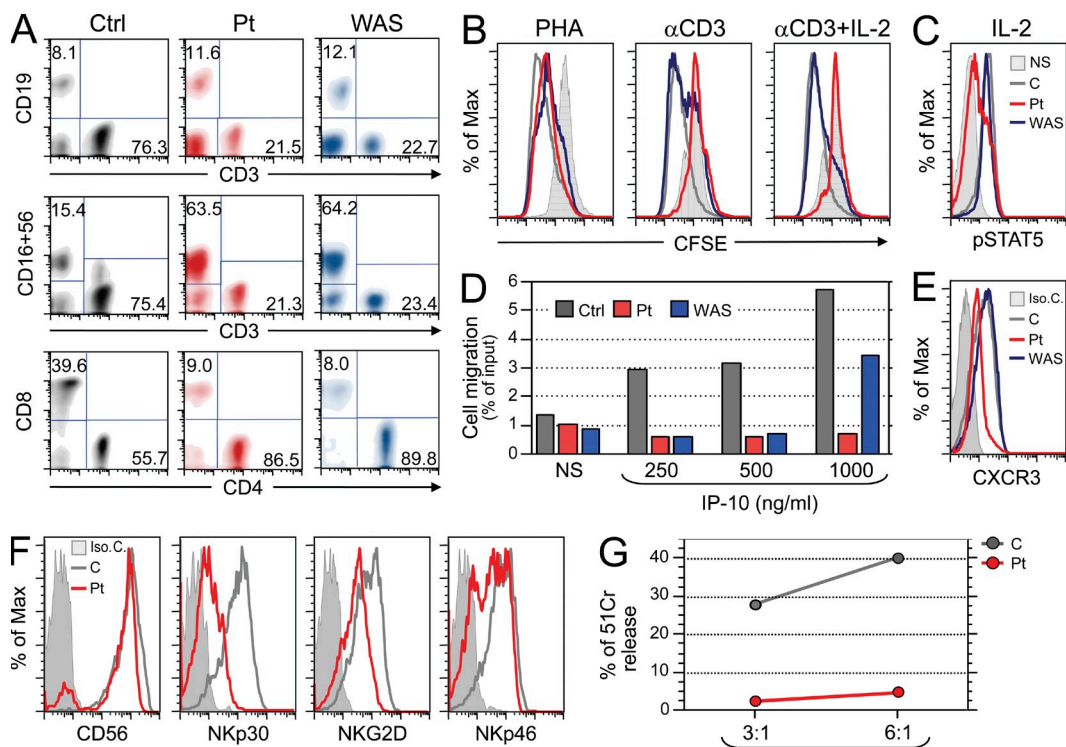 A
Ctrl
Pt
WAS
CD19
8.1
76.3
11.6
21.5
12.1
22.7
CD3
CD16+56
15.4
75.4
63.5
21.3
64.2
23.4
CD3
CD8
39.6
55.7
9.0
86.5
8.0
89.8
CD4
B
PHA
αCD3
αCD3+IL-2
% of Max
CFSE
C
IL-2
% of Max
NS
C
Pt
WAS
pSTAT5
D
Cell migration
(% of input)
6
5
4
3
2
1
0
Ctrl
Pt
WAS
NS
250
500
1000
IP-10 (ng/ml)
E
% of Max
Iso.C.
C
Pt
WAS
CXCR3
F
% of Max
Iso.C.
C
Pt
CD56
NKp30
NKG2D
NKp46
G
% of 51Cr
release
40
30
20
10
0
C
Pt
3:1
6:1